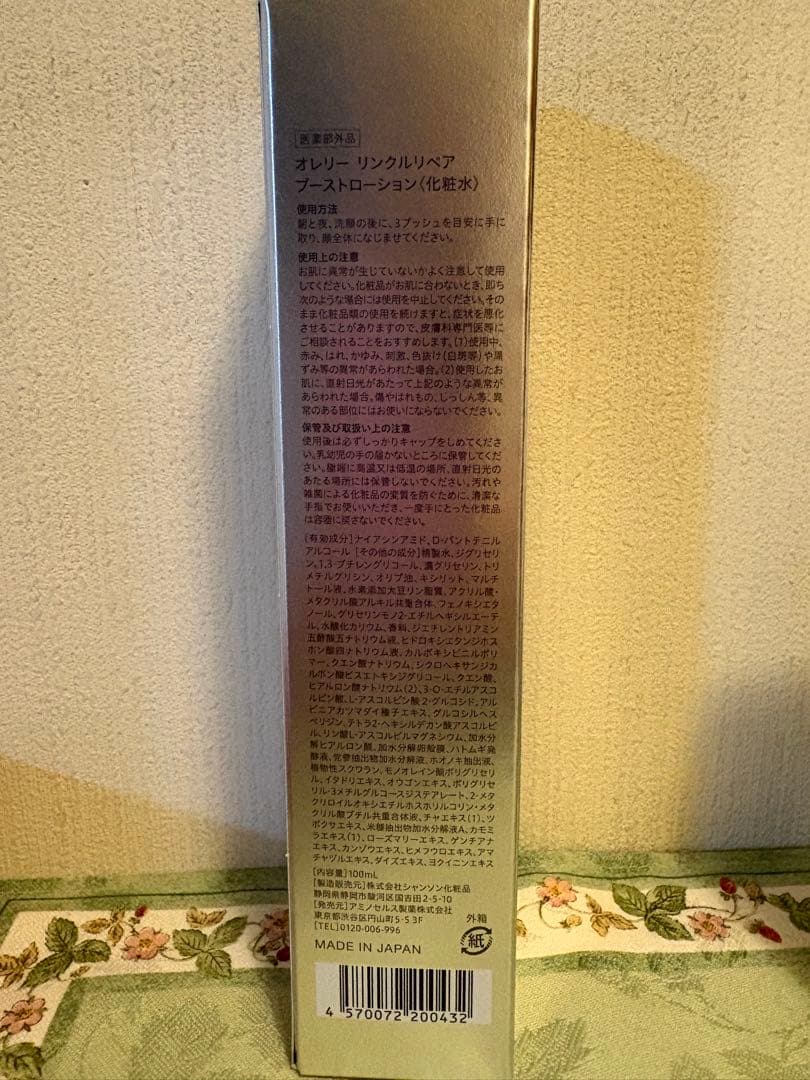 医薬部外品
オレリー リンクルリペア
ブーストローション〈化粧水〉
使用方法
朝と夜、洗顔の後に、3プッシュを目安に手に
取り、顔全体になじませてください。
使用上の注意
お肌に異常が生じていないかよく注意して使用
してください。化粧品がお肌に合わないとき、即ち
次のような場合には使用を中止してください。その
まま化粧品類の使用を続けますと、症状を悪化
させることがありますので、皮膚科専門医等に
ご相談されることをおすすめします。(1)使用中、
赤み、はれ、かゆみ、刺激、色抜け(白斑等)や黒
ずみ等の異常があらわれた場合。(2)使用したお
肌に、直射日光があたって上記のような異常が
あらわれた場合。傷やはれもの、しっしん等、異
常のある部位にはお使いにならないでください。
保管及び取扱い上の注意
使用後は必ずしっかりキャップをしめてくださ
い。乳幼児の手の届かないところに保管してくだ
さい。極端に高温又は低温の場所、直射日光の
あたる場所には保管しないでください。汚れや
雑菌による化粧品の変質を防ぐために、清潔な
手指でお使いいただき、一度手にとった化粧品
は容器に戻さないでください。
[有効成分]ナイアシンアミド、D-パントテニル
アルコール [その他の成分]精製水、ジグリセリ
ン、1,3-ブチレングリコール、濃グリセリン、トリ
メチルグリシン、オリブ油、キシリット、マルチ
トール液、水素添加大豆リン脂質、アクリル酸・
メタクリル酸アルキル共重合体、フェノキシエタ
ノール、グリセリンモノ2-エチルヘキシルエーテ
ル、水酸化カリウム、香料、ジエチレントリアミン
五酢酸五ナトリウム液、ヒドロキシエタンジホス
ホン酸四ナトリウム液、カルボキシビニルポリ
マー、クエン酸ナトリウム、シクロヘキサンジカ
ルボン酸ビスエトキシジグリコール、クエン酸、
ヒアルロン酸ナトリウム(2)、3-O-エチルアスコ
ルビン酸、L-アスコルビン酸 2-グルコシド、アル
ピニアカツマダイ種子エキス、グルコシルヘス
ペリジン、テトラ2-ヘキシルデカン酸アスコルビ
ル、リン酸L-アスコルビルマグネシウム、加水分
解ヒアルロン酸、加水分解卵殻膜、ハトムギ発
酵液、党参抽出物加水分解液、ホオノキ抽出液、
植物性スクワラン、モノオレイン酸ポリグリセリ
ル、イタドリエキス、オウゴンエキス、ポリグリセ
リル-3メチルグルコースジステアレート、2-メタ
クリロイルオキシエチルホスホリルコリン・メタ
クリル酸ブチル共重合体液、チャエキス(1)、ツ
ボクサエキス、米糠抽出物加水分解液A、カモミ
ラエキス(1)、ローズマリーエキス、ゲンチアナ
エキス、カンゾウエキス、ヒメフウロエキス、アマ
チャヅルエキス、ダイズエキス、ヨクイニンエキス
[内容量]100mL
[製造販売元]株式会社シャンソン化粧品
静岡県静岡市駿河区国吉田2-5-10
[発売元]アミノセルス製薬株式会社
東京都渋谷区円山町5-5 3F
[TEL]0120-006-996
外箱
紙
MADE IN JAPAN
4 570072 200432